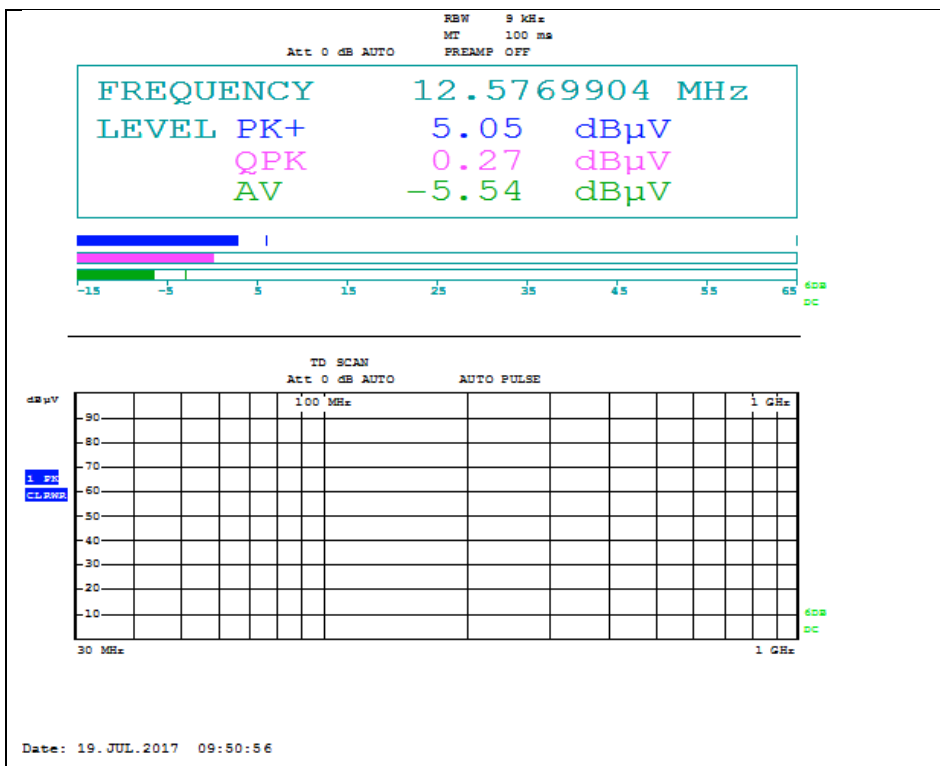 RBW 9 kHz
MT 100 ms
Att 0 dB AUTO PREAMP OFF
FREQUENCY 12.5769904 MHz
LEVEL PK+ 5.05 dBµV
QPK 0.27 dBµV
AV -5.54 dBµV
-15 -5 5 15 25 35 45 55 65
6DB
DC
TD SCAN
Att 0 dB AUTO AUTO PULSE
dBµV
100 MHz 1 GHz
90
80
70
1 PK
CLRWR
60
50
40
30
20
10
6DB
DC
30 MHz 1 GHz
Date: 19.JUL.2017 09:50:56